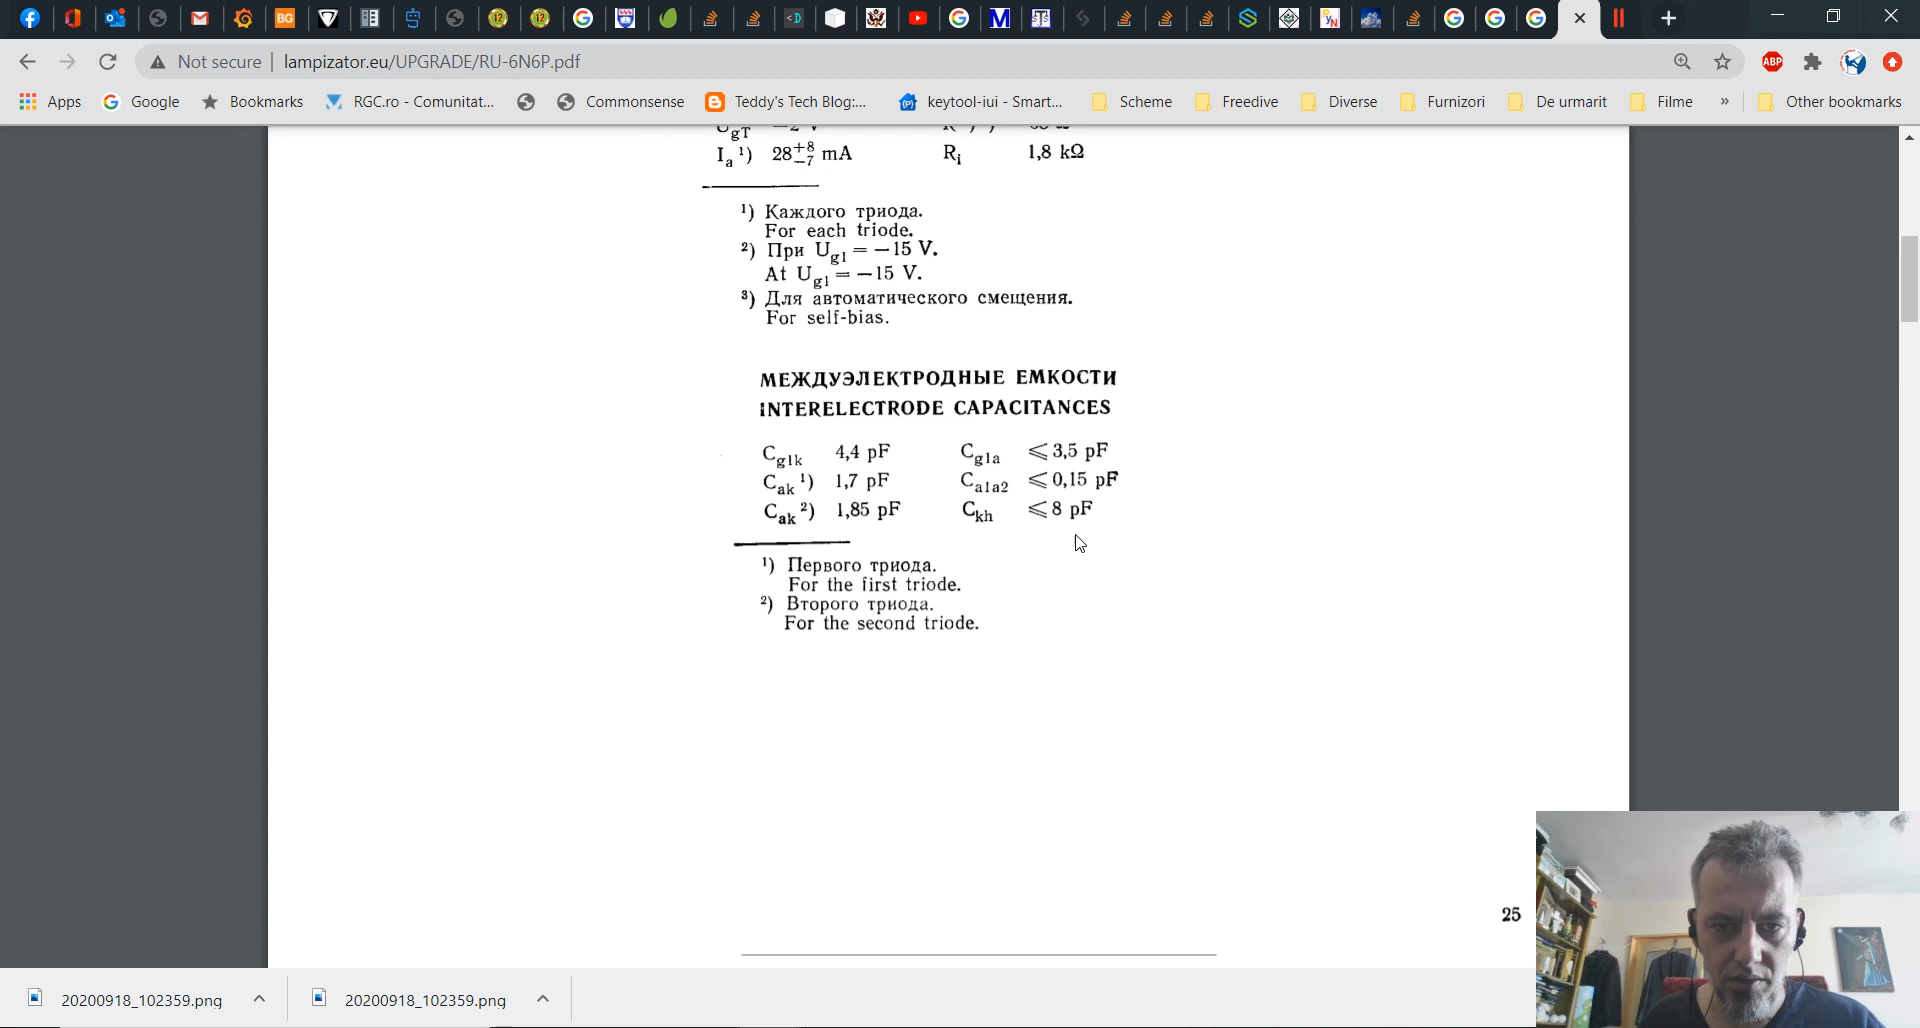 BG
12
12
Not secure
lampizator.eu/UPGRADE/RU-6N6P.pdf
ABP
Apps
Google
Bookmarks
RGC.ro - Comunitat...
Commonsense
Teddy's Tech Blog:...
keytool-iui - Smart...
Scheme
Freedive
Diverse
Furnizori
De urmarit
Filme
»
Other bookmarks
Iₐ ¹) 28⁺⁸₋₇ mA Rᵢ 1,8 kΩ
¹) Каждого триода.
For each triode.
²) При Ug1 = −15 V.
At Ug1 = −15 V.
³) Для автоматического смещения.
For self-bias.
МЕЖДУЭЛЕКТРОДНЫЕ ЕМКОСТИ
INTERELECTRODE CAPACITANCES
Cg1k 4,4 pF Cg1a ⩽ 3,5 pF
Cak ¹) 1,7 pF Ca1a2 ⩽ 0,15 pF
Cak ²) 1,85 pF Ckh ⩽ 8 pF
¹) Первого триода.
For the first triode.
²) Второго триода.
For the second triode.
25
20200918_102359.png
20200918_102359.png